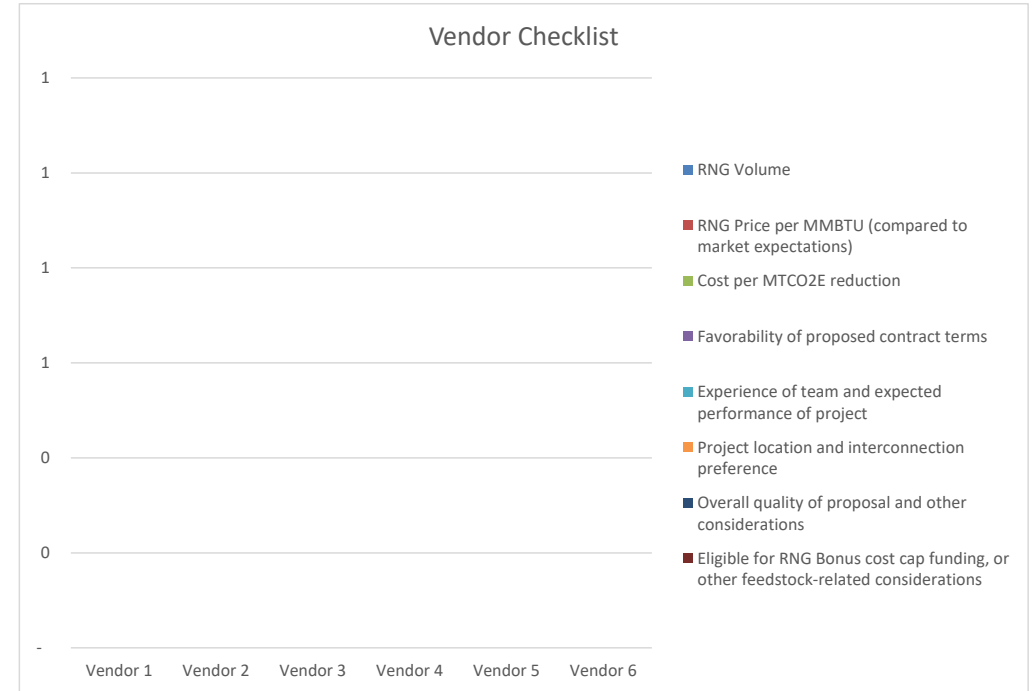 Vendor Checklist
1
1
1
1
0
0
-
Vendor 1 Vendor 2 Vendor 3 Vendor 4 Vendor 5 Vendor 6
RNG Volume
RNG Price per MMBTU (compared to
market expectations)
Cost per MTCO2E reduction
Favorability of proposed contract terms
Experience of team and expected
performance of project
Project location and interconnection
preference
Overall quality of proposal and other
considerations
Eligible for RNG Bonus cost cap funding, or
other feedstock-related considerations